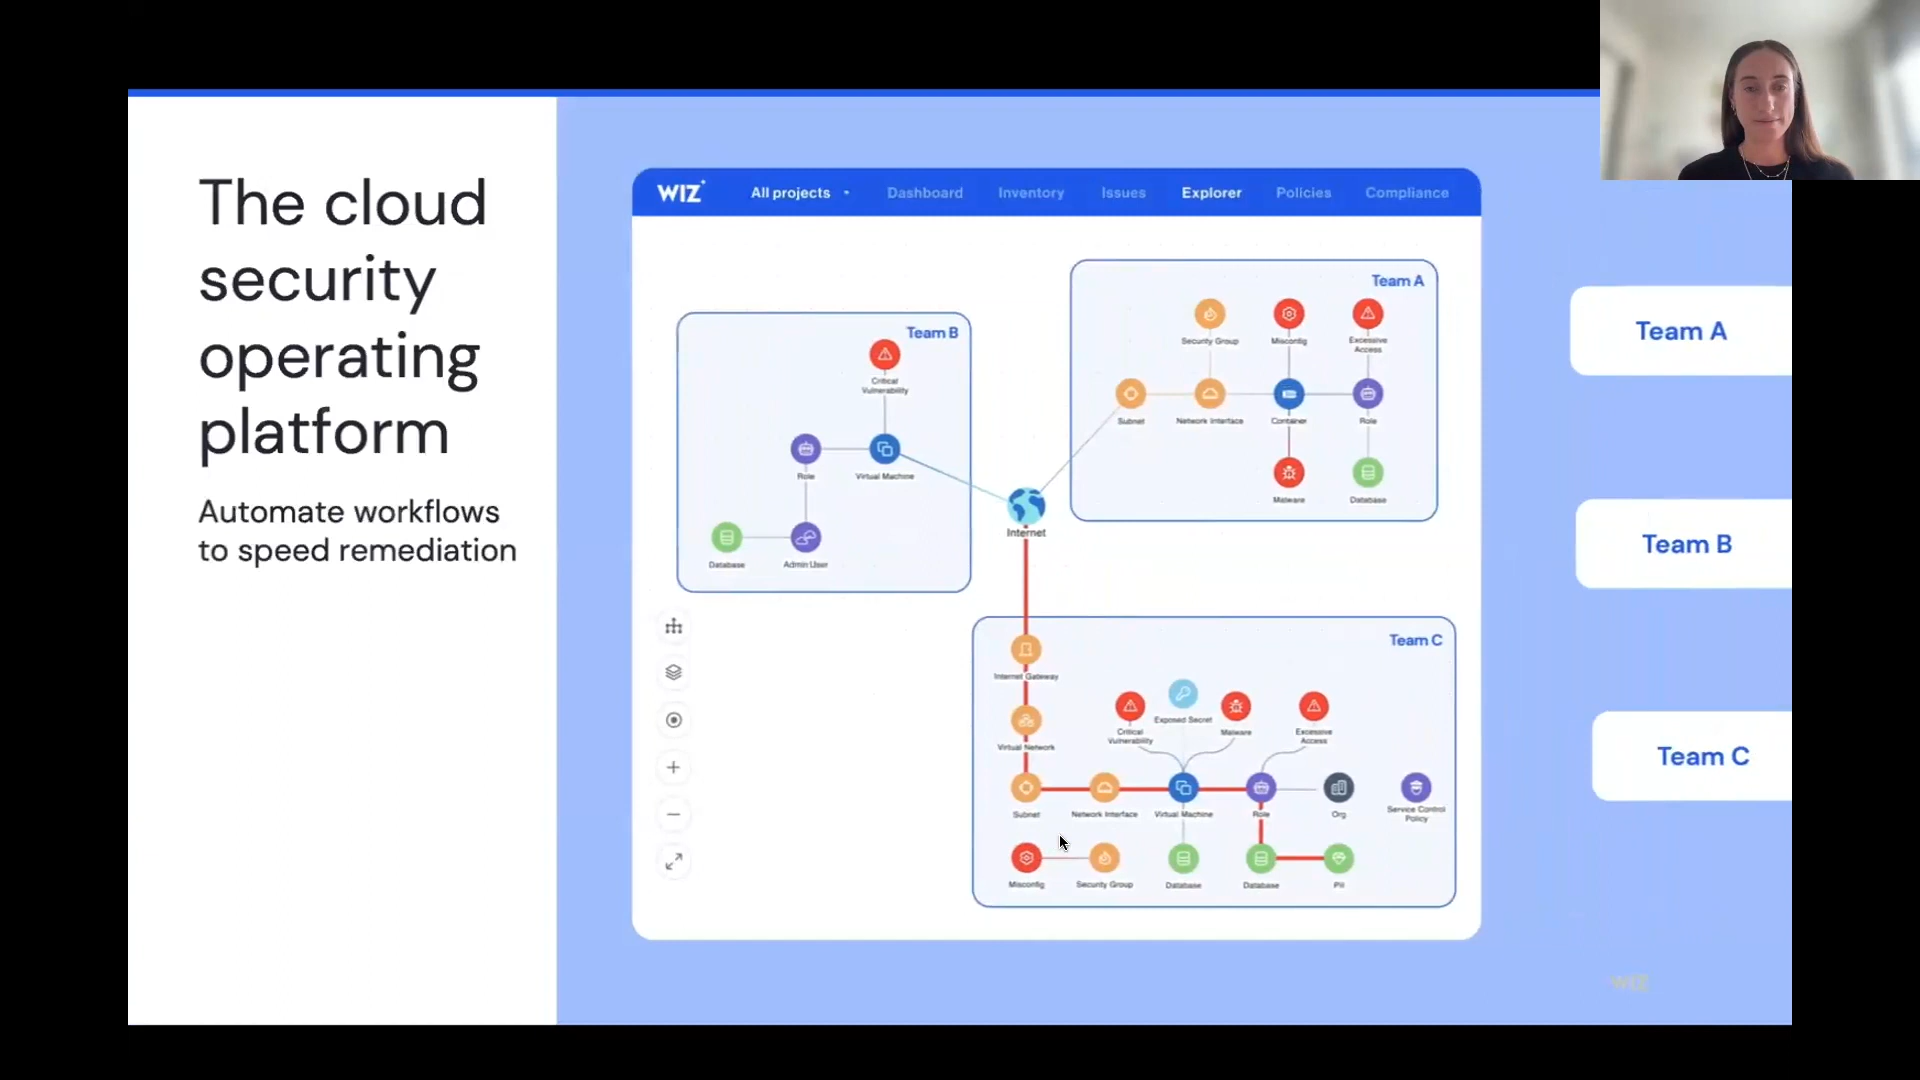 The cloud
security
operating
platform
Automate workflows
to speed remediation
WIZ
All projects
Dashboard
Inventory
Issues
Explorer
Policies
Compliance
Team B
Critical
Vulnerability
Role
Virtual Machine
Database
Admin User
Internet
Team A
Security Group
Misconfig
Excessive
Access
Subnet
Network Interface
Container
Role
Malware
Database
Team C
Internet Gateway
Virtual Network
Critical
Vulnerability
Exposed Secret
Malware
Excessive
Access
Subnet
Network Interface
Virtual Machine
Role
Org
Service Control
Policy
Misconfig
Security Group
Database
Database
PII
Team A
Team B
Team C
WIZ